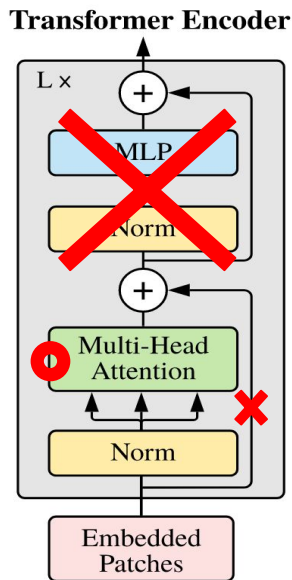 Transformer Encoder
L ×
+
MLP
Norm
+
Multi-Head
Attention
Norm
Embedded
Patches